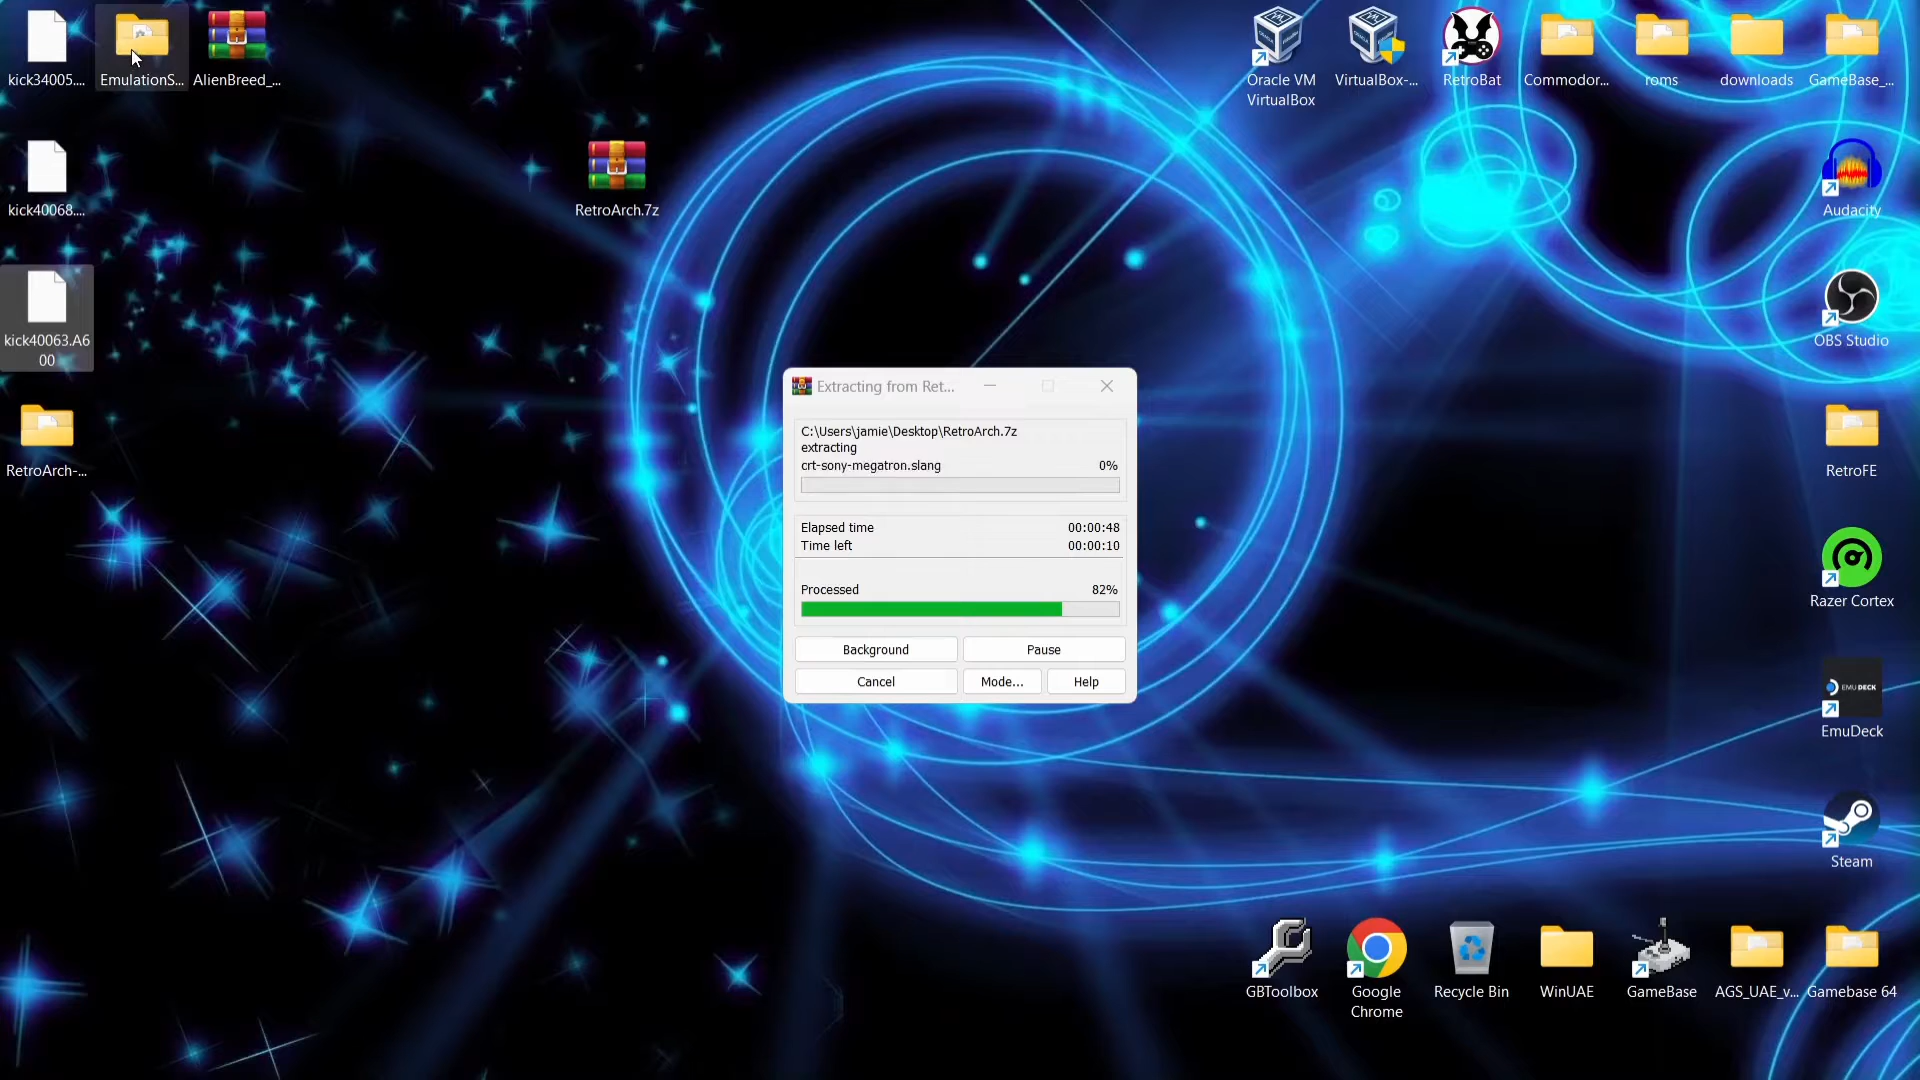 kick34005....
EmulationS...
AlienBreed_...
Oracle VM
VirtualBox
VirtualBox-...
RetroBat
Commodor...
roms
downloads
GameBase_...
kick40068....
RetroArch.7z
Audacity
kick40063.A6
00
OBS Studio
RetroArch-...
RetroFE
Extracting from Ret...
C:\Users\jamie\Desktop\RetroArch.7z
extracting
crt-sony-megatron.slang 0%
Elapsed time 00:00:48
Time left 00:00:10
Processed 82%
Background Pause
Cancel Mode... Help
Razer Cortex
EMU DECK
EmuDeck
Steam
GBToolbox
Google
Chrome
Recycle Bin
WinUAE
GameBase
AGS_UAE_v...
Gamebase 64